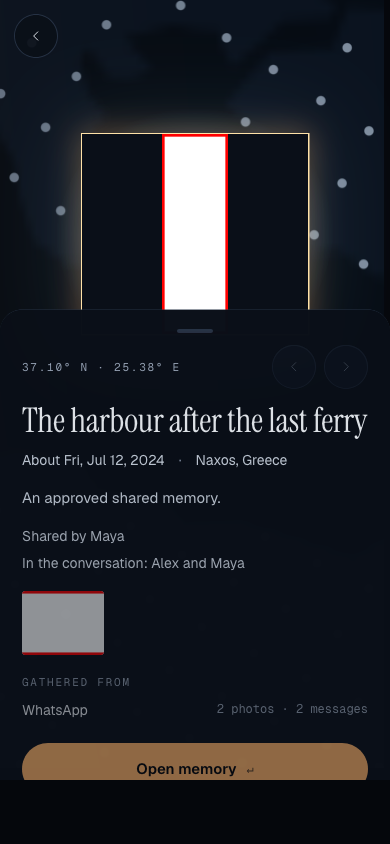 37.10° N · 25.38° E
The harbour after the last ferry
About Fri, Jul 12, 2024 · Naxos, Greece
An approved shared memory.
Shared by Maya
In the conversation: Alex and Maya
GATHERED FROM
WhatsApp 2 photos · 2 messages
Open memory ↵